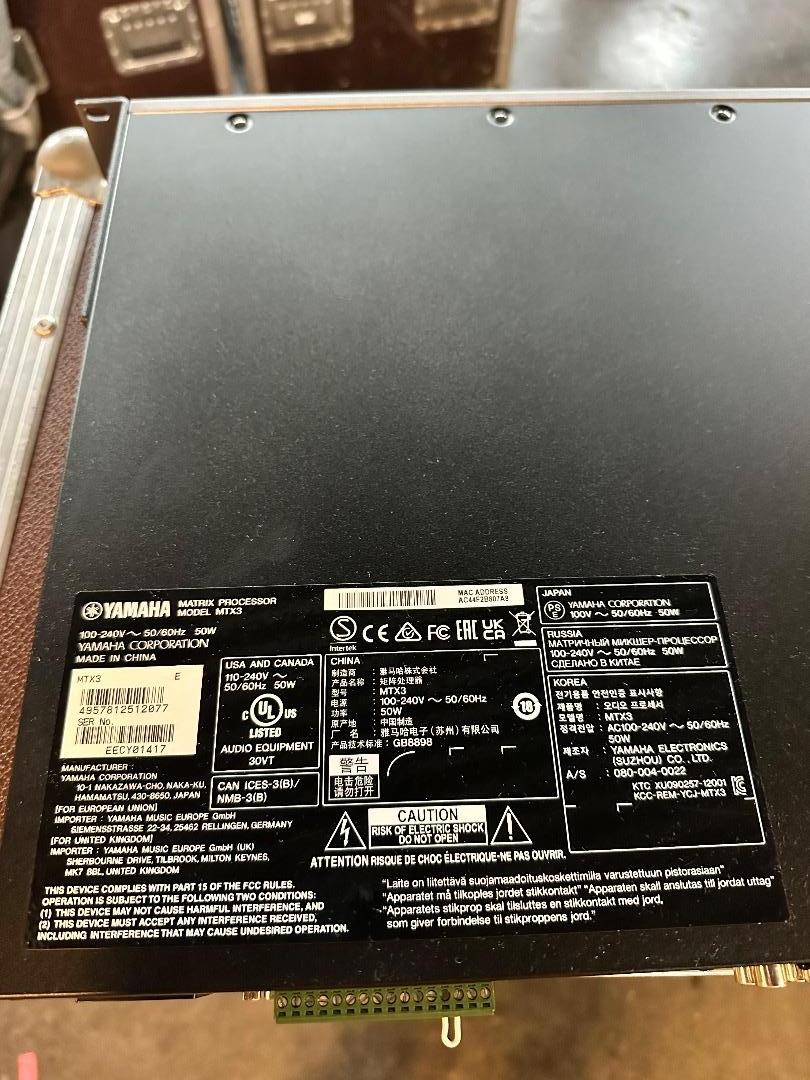 YAMAHA MATRIX PROCESSOR
MODEL MTX3
100-240V ~ 50/60Hz 50W
YAMAHA CORPORATION
MADE IN CHINA
MTX3 E
4957812512077
SER No.
EECY01417
MANUFACTURER :
YAMAHA CORPORATION
10-1 NAKAZAWA-CHO, NAKA-KU,
HAMAMATSU, 430-8650, JAPAN
[FOR EUROPEAN UNION]
IMPORTER : YAMAHA MUSIC EUROPE GmbH
SIEMENSSTRASSE 22-34, 25462 RELLINGEN, GERMANY
[FOR UNITED KINGDOM]
IMPORTER : YAMAHA MUSIC EUROPE GmbH (UK)
SHERBOURNE DRIVE, TILBROOK, MILTON KEYNES,
MK7 8BL, UNITED KINGDOM
THIS DEVICE COMPLIES WITH PART 15 OF THE FCC RULES.
OPERATION IS SUBJECT TO THE FOLLOWING TWO CONDITIONS:
(1) THIS DEVICE MAY NOT CAUSE HARMFUL INTERFERENCE, AND
(2) THIS DEVICE MUST ACCEPT ANY INTERFERENCE RECEIVED,
INCLUDING INTERFERENCE THAT MAY CAUSE UNDESIRED OPERATION.
USA AND CANADA
110-240V ~
50/60Hz 50W
C UL US
LISTED
AUDIO EQUIPMENT
30VT
CAN ICES-3(B)/
NMB-3(B)
MAC ADDRESS
AC44F2B807A8
S CE FC EAC UK CA
Intertek
CHINA
制造商 : 雅马哈株式会社
产品名称 : 矩阵处理器
型号 : MTX3
电源 : 100-240V ~ 50/60Hz
功率 : 50W
原产地 : 中国制造
厂 名 : 雅马哈电子(苏州)有限公司
产品技术标准 : GB8898
18
警告
电击危险
请勿打开
CAUTION
RISK OF ELECTRIC SHOCK
DO NOT OPEN
ATTENTION RISQUE DE CHOC ÉLECTRIQUE-NE PAS OUVRIR.
"Laite on liitettävä suojamaadoituskoskettimilla varustettuun pistorasiaan"
"Apparatet må tilkoples jordet stikkontakt" "Apparaten skall anslutas till jordat uttag"
"Apparatets stikprop skal tilsluttes en stikkontakt med jord,
som giver forbindelse til stikproppens jord."
JAPAN
PS E YAMAHA CORPORATION
100V ~ 50/60Hz 50W
RUSSIA
МАТРИЧНЫЙ МИКШЕР-ПРОЦЕССОР
100-240V ~ 50/60Hz 50W
СДЕЛАНО В КИТАЕ
KOREA
전기용품 안전인증 표시사항
제품명 : 오디오 프로세서
모델명 : MTX3
정격전압 : AC100-240V ~ 50/60Hz
50W
제조자 : YAMAHA ELECTRONICS
(SUZHOU) CO., LTD.
A/S : 080-004-0022
KTC XU090257-12001
KCC-REM-YCJ-MTX3